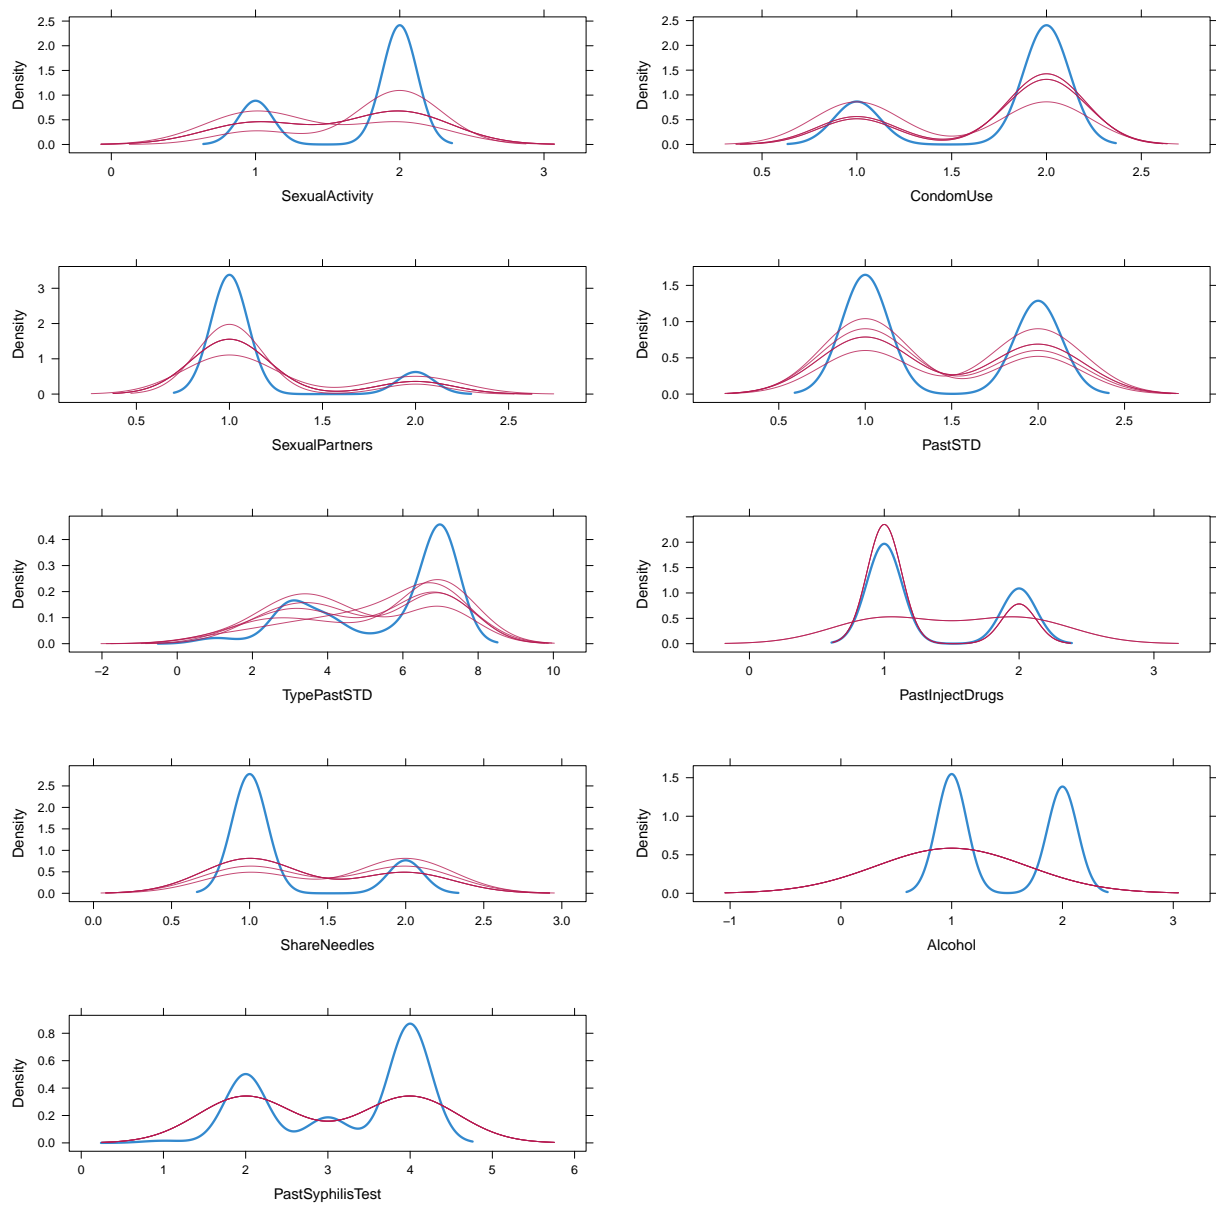 2.5
2.0
1.5
1.0
0.5
0.0
Density
0 1 2 3
SexualActivity
2.5
2.0
1.5
1.0
0.5
0.0
Density
0.5 1.0 1.5 2.0 2.5
CondomUse
3
2
1
0
Density
0.5 1.0 1.5 2.0 2.5
SexualPartners
1.5
1.0
0.5
0.0
Density
0.5 1.0 1.5 2.0 2.5
PastSTD
0.4
0.3
0.2
0.1
0.0
Density
−2 0 2 4 6 8 10
TypePastSTD
2.0
1.5
1.0
0.5
0.0
Density
0 1 2 3
PastInjectDrugs
2.5
2.0
1.5
1.0
0.5
0.0
Density
0.0 0.5 1.0 1.5 2.0 2.5 3.0
ShareNeedles
1.5
1.0
0.5
0.0
Density
−1 0 1 2 3
Alcohol
0.8
0.6
0.4
0.2
0.0
Density
0 1 2 3 4 5 6
PastSyphilisTest